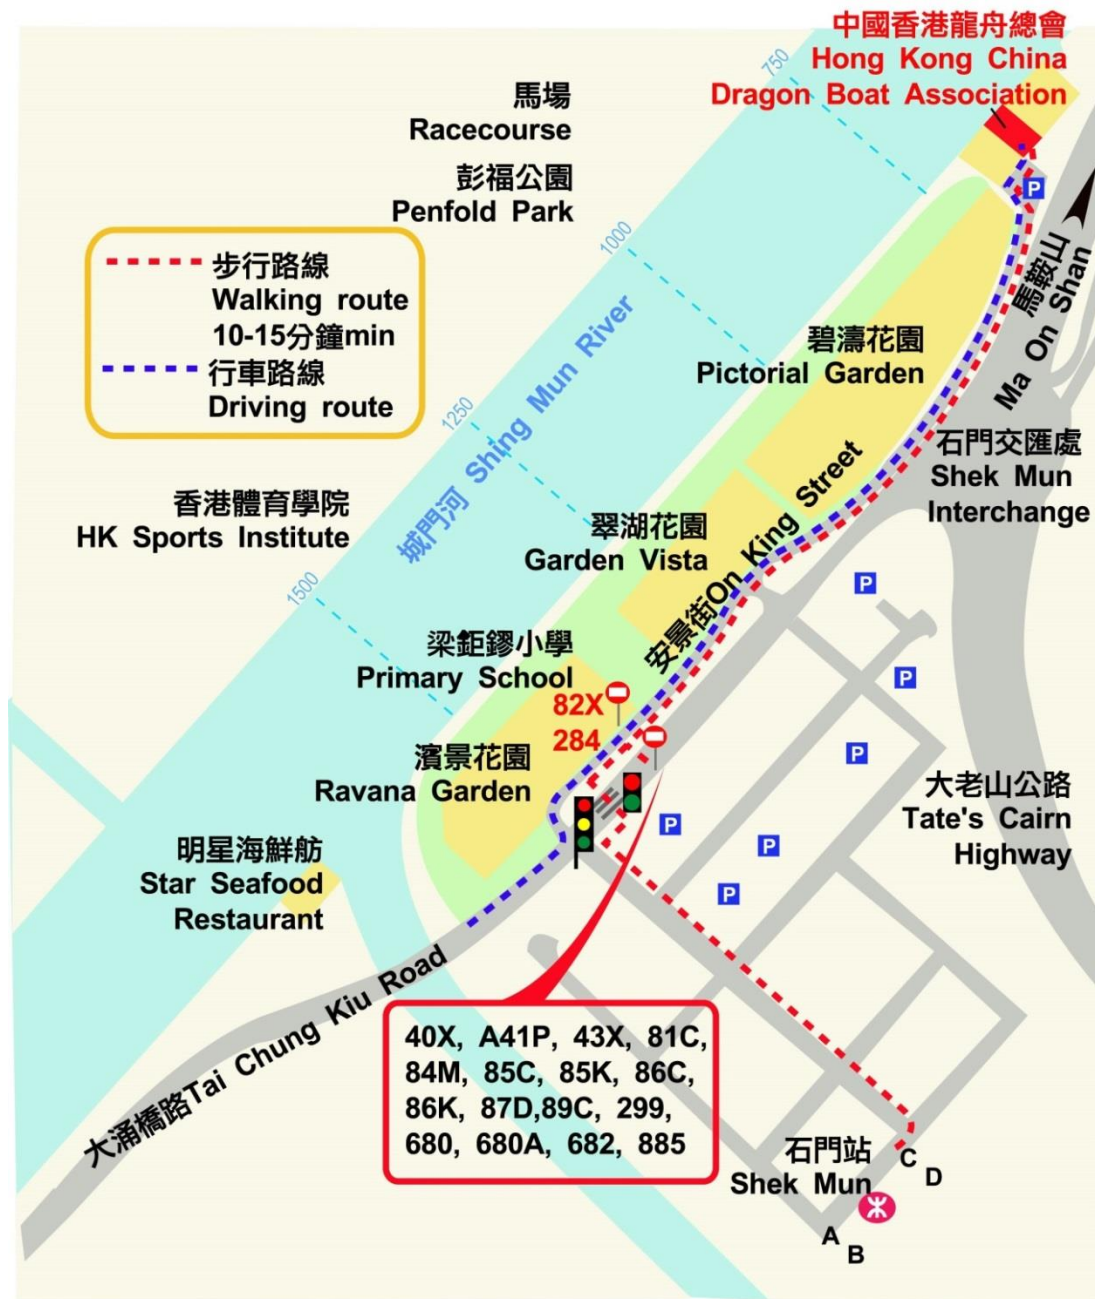 中國香港龍舟總會
Hong Kong China
Dragon Boat Association
750
馬場
Racecourse
彭福公園
Penfold Park
P
1000
步行路線
Walking route
10-15分鐘min
行車路線
Driving route
馬鞍山
Ma On Shan
碧濤花園
Pictorial Garden
1250
城門河 Shing Mun River
石門交匯處
Shek Mun
Interchange
香港體育學院
HK Sports Institute
翠湖花園
Garden Vista
安景街On King Street
1500
P
梁鉅鏐小學
Primary School
P
82X
284
濱景花園
Ravana Garden
P
大老山公路
Tate's Cairn
Highway
P
P
P
明星海鮮舫
Star Seafood
Restaurant
大涌橋路Tai Chung Kiu Road
40X, A41P, 43X, 81C,
84M, 85C, 85K, 86C,
86K, 87D,89C, 299,
680, 680A, 682, 885
石門站
Shek Mun
C
D
A
B